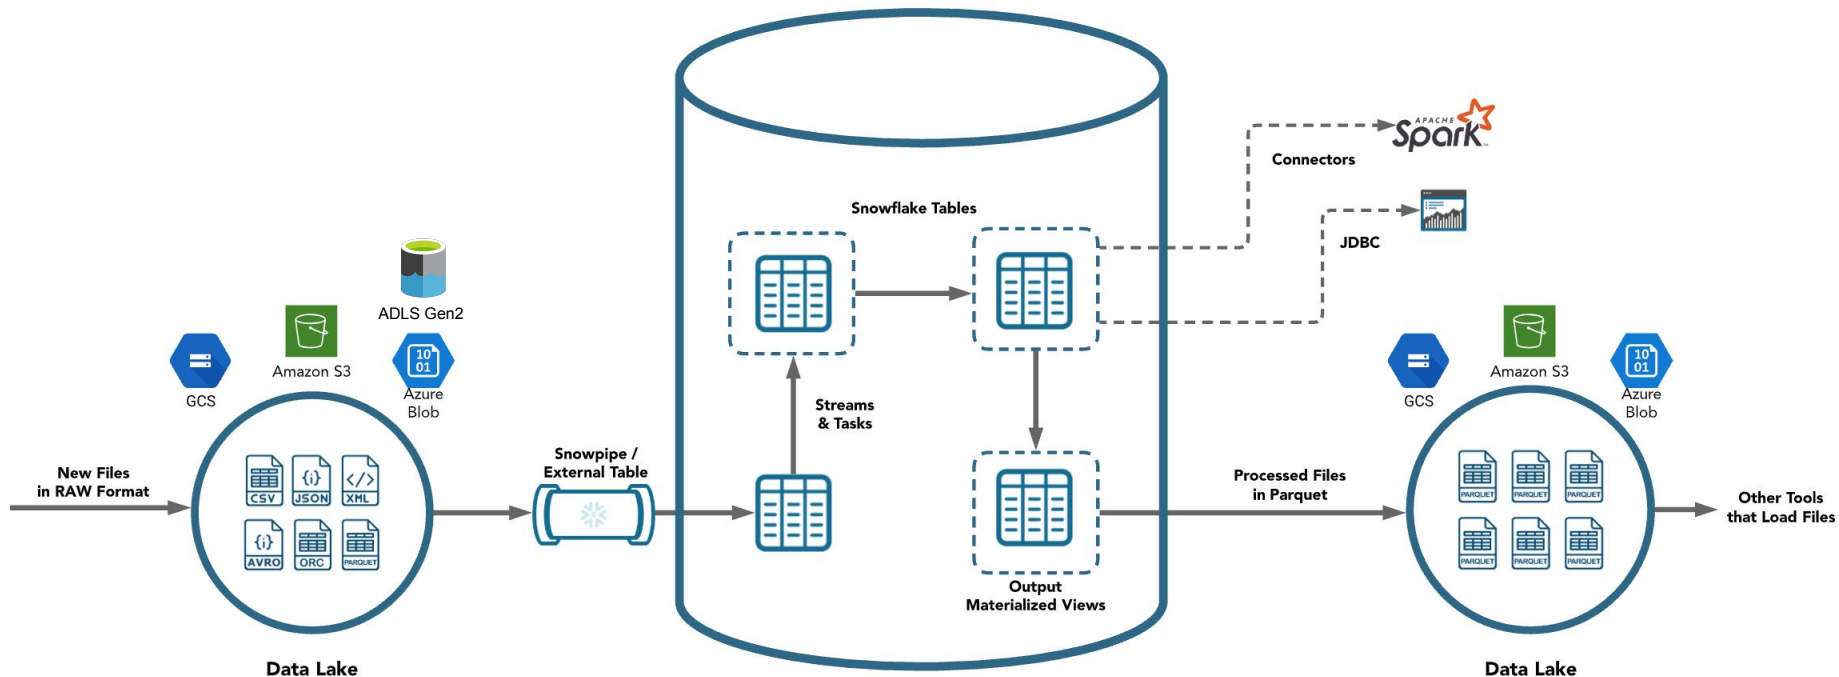 New Files
in RAW Format
GCS
Amazon S3
ADLS Gen2
10
01
Azure
Blob
CSV
JSON
XML
AVRO
ORC
PARQUET
Data Lake
Snowpipe /
External Table
Snowflake Tables
Streams
& Tasks
Output
Materialized Views
Connectors
APACHE
Spark
TM
JDBC
Processed Files
in Parquet
GCS
Amazon S3
10
01
Azure
Blob
PARQUET
PARQUET
PARQUET
PARQUET
PARQUET
PARQUET
Data Lake
Other Tools
that Load Files